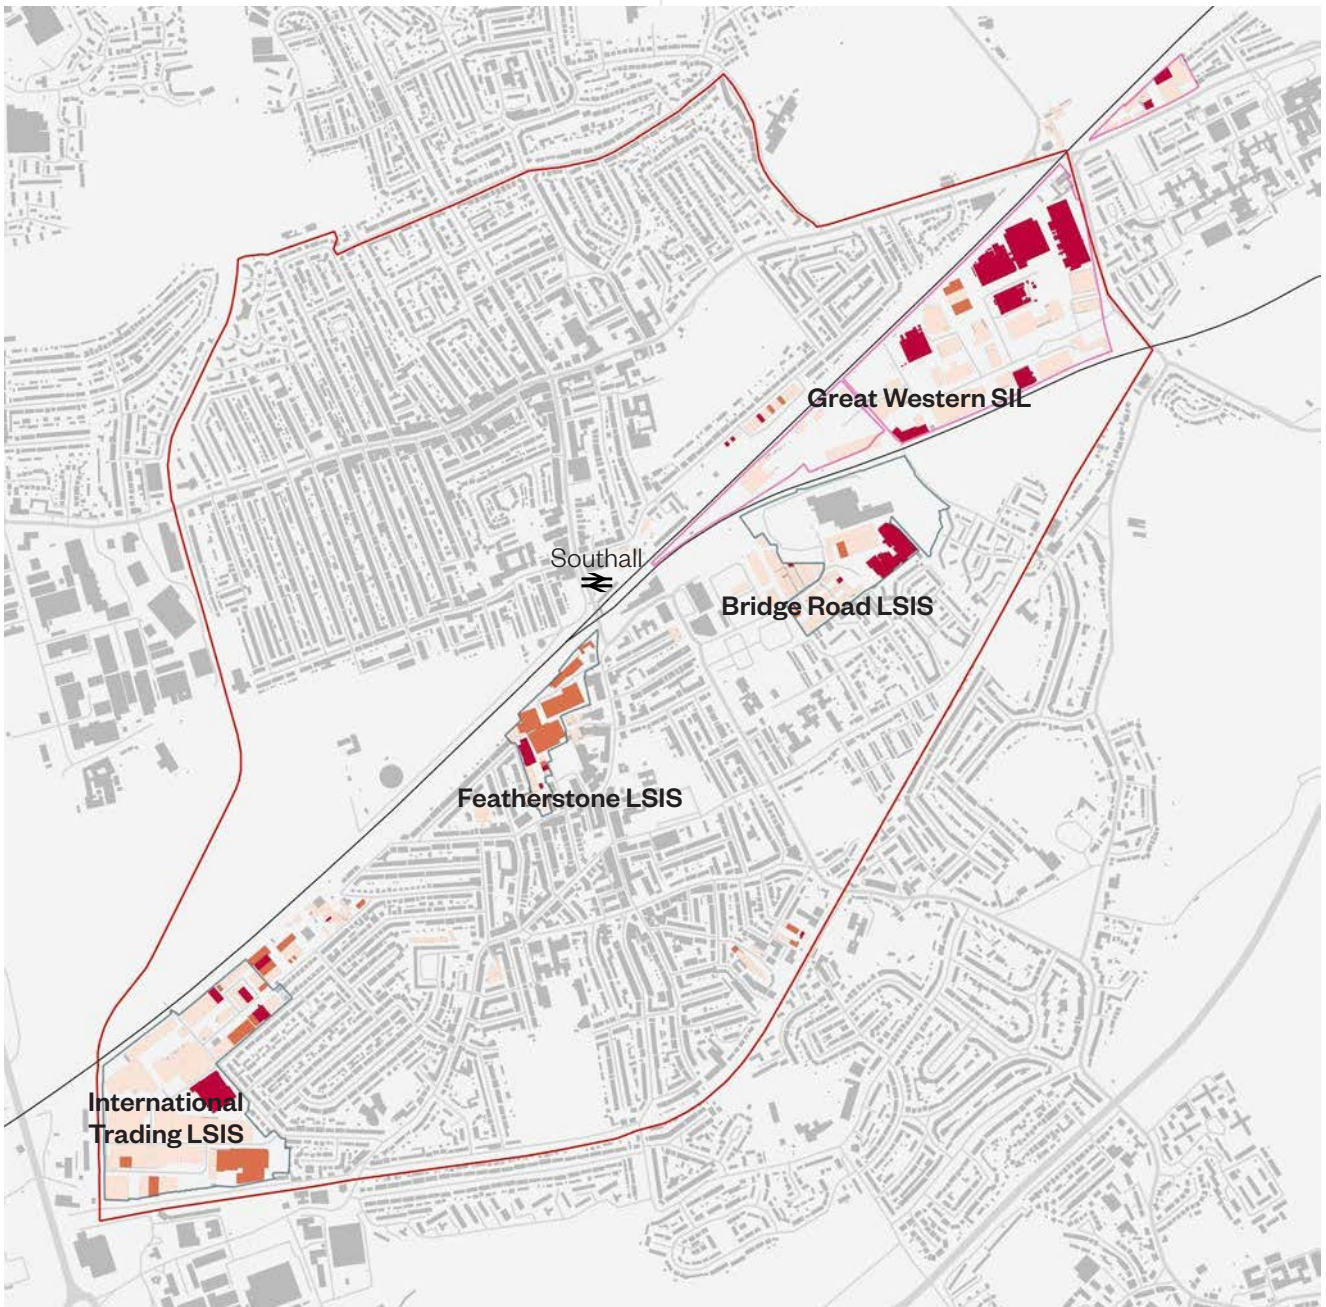 Great Western SIL
Southall
Bridge Road LSIS
Featherstone LSIS
International
Trading LSIS